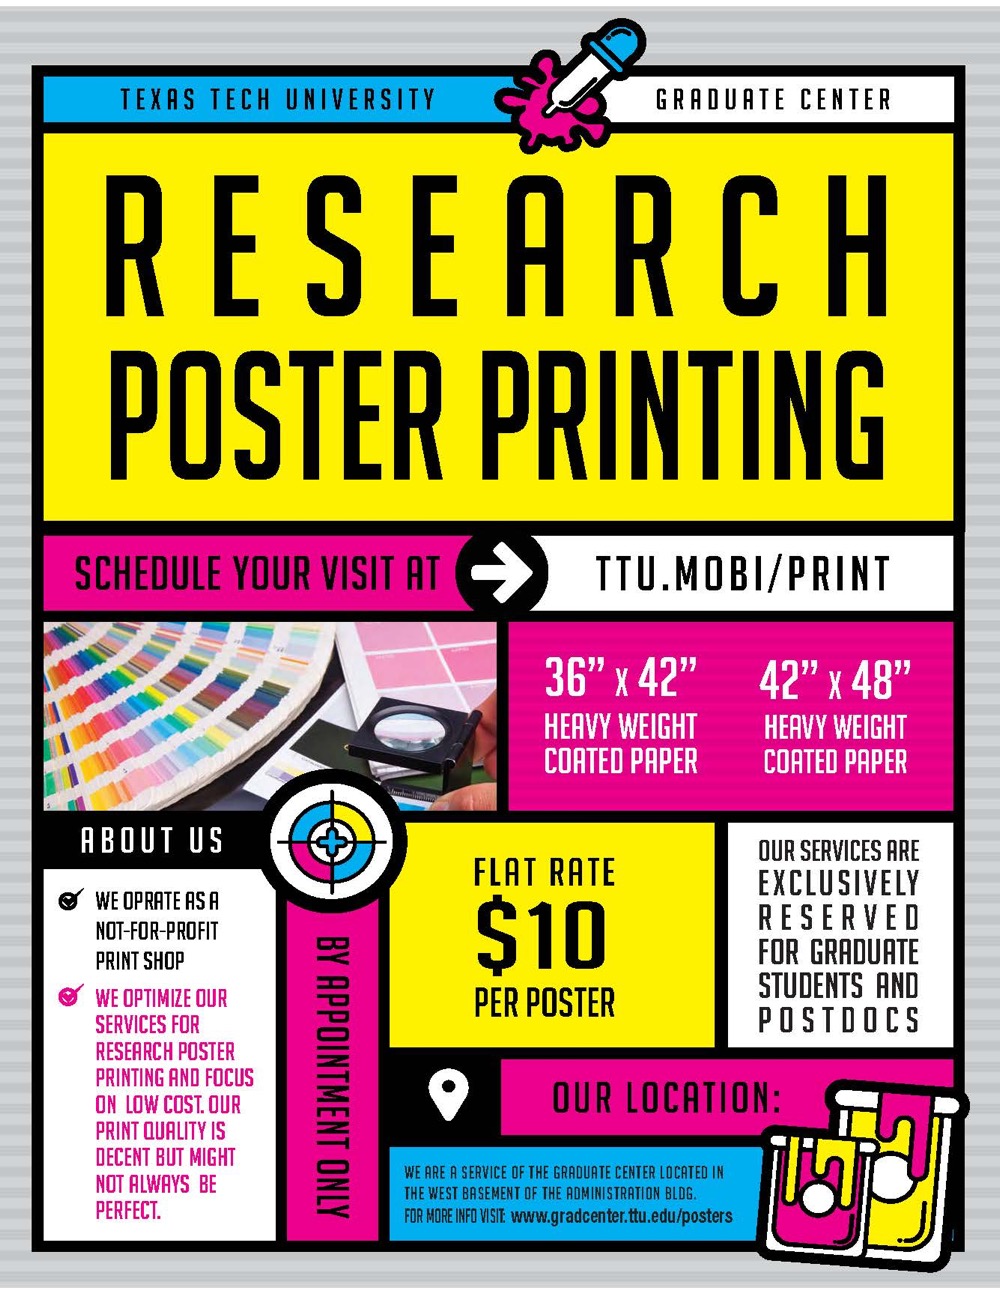 TEXAS TECH UNIVERSITY
GRADUATE CENTER
RESEARCH
POSTER PRINTING
SCHEDULE YOUR VISIT AT
TTU.MOBI/PRINT
36” x 42”
HEAVY WEIGHT
COATED PAPER
42” x 48”
HEAVY WEIGHT
COATED PAPER
ABOUT US
WE OPRATE AS A
NOT-FOR-PROFIT
PRINT SHOP
WE OPTIMIZE OUR
SERVICES FOR
RESEARCH POSTER
PRINTING AND FOCUS
ON LOW COST. OUR
PRINT QUALITY IS
DECENT BUT MIGHT
NOT ALWAYS BE
PERFECT.
BY APPOINTMENT ONLY
FLAT RATE
$10
PER POSTER
OUR SERVICES ARE
EXCLUSIVELY
RESERVED
FOR GRADUATE
STUDENTS AND
POSTDOCS
OUR LOCATION:
WE ARE A SERVICE OF THE GRADUATE CENTER LOCATED IN
THE WEST BASEMENT OF THE ADMINISTRATION BLDG.
FOR MORE INFO VISIT: www.gradcenter.ttu.edu/posters